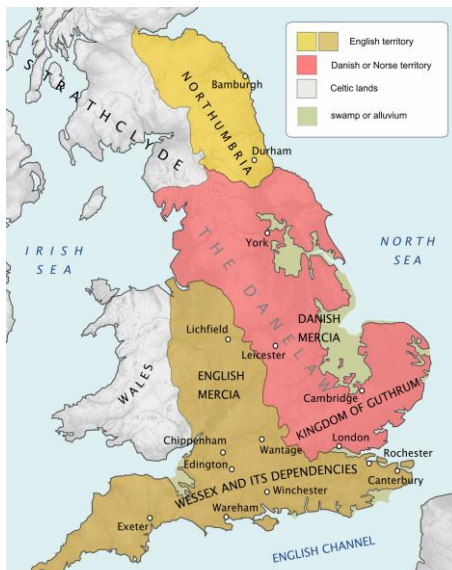 English territory
Danish or Norse territory
Celtic lands
swamp or alluvium
STRATHCLYDE
Bamburgh
NORTHUMBRIA
Durham
IRISH
SEA
York
NORTH
SEA
THE DANELAW
DANISH
MERCIA
Lichfield
Leicester
ENGLISH
MERCIA
WALES
Cambridge
KINGDOM OF GUTHRUM
Chippenham
Wantage
London
Edington
Rochester
WESSEX AND ITS DEPENDENCIES
Canterbury
Winchester
Exeter
Wareham
ENGLISH CHANNEL